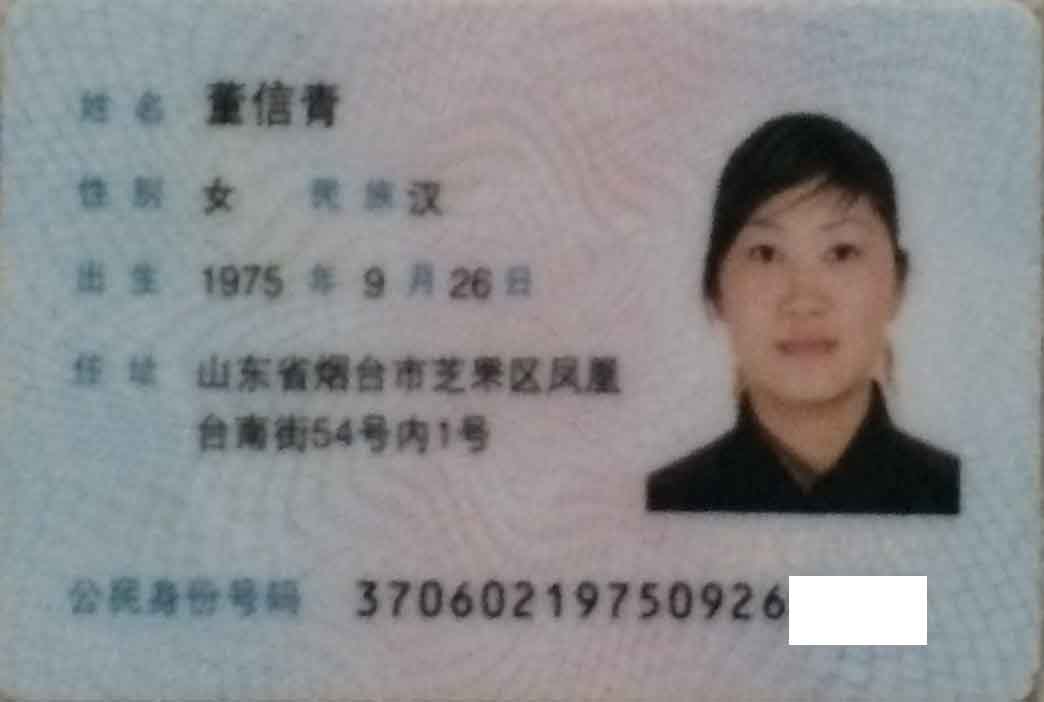 姓名 董信青
性别 女 民族 汉
出生 1975 年 9 月 26 日
住址 山东省烟台市芝罘区凤凰
台南街54号内1号
公民身份号码 37060219750926